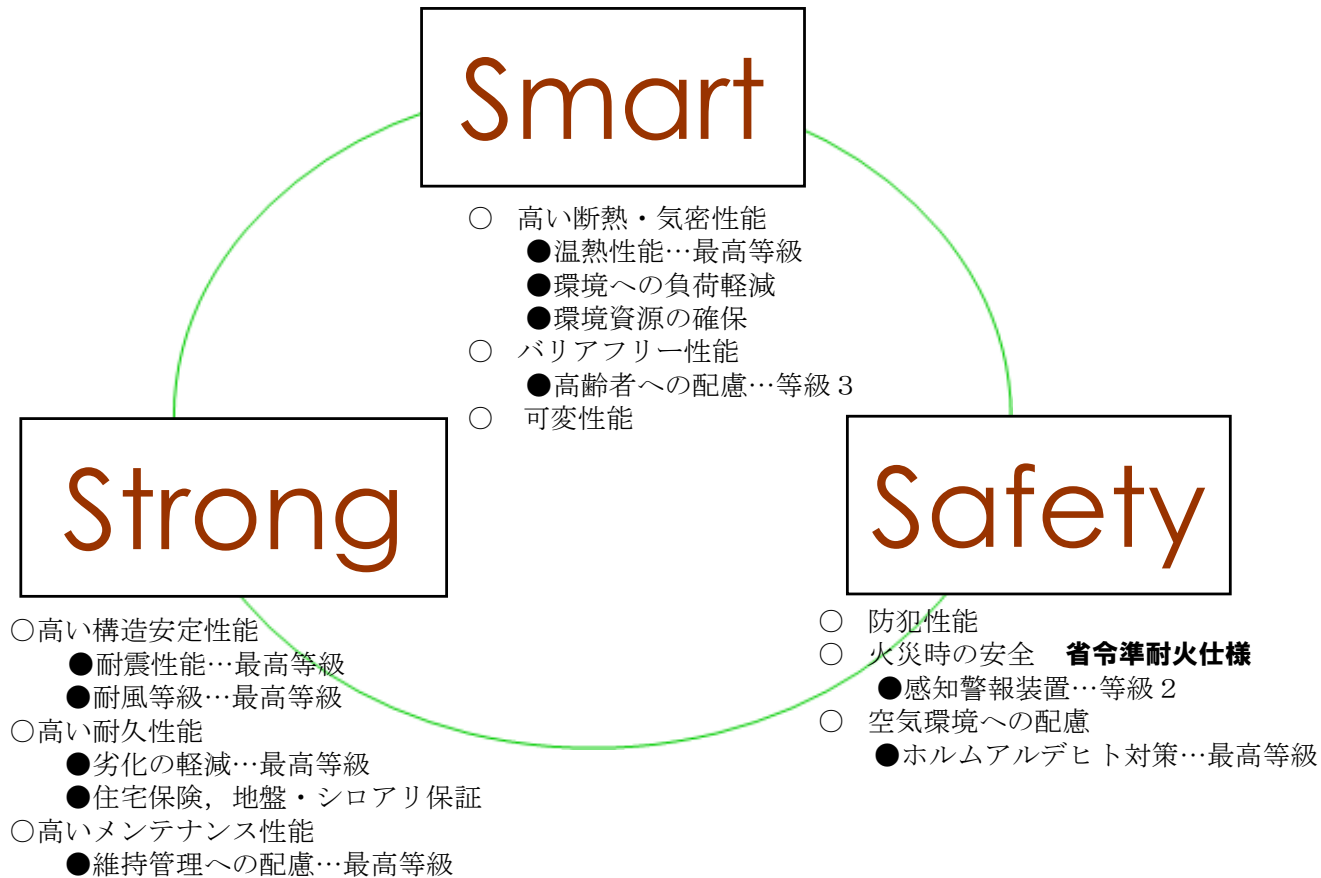 Smart
○　高い断熱・気密性能
●温熱性能…最高等級
●環境への負荷軽減
●環境資源の確保
○　バリアフリー性能
●高齢者への配慮…等級３
○　可変性能
Strong
○高い構造安定性能
●耐震性能…最高等級
●耐風等級…最高等級
○高い耐久性能
●劣化の軽減…最高等級
●住宅保険，地盤・シロアリ保証
○高いメンテナンス性能
●維持管理への配慮…最高等級
Safety
○　防犯性能
○　火災時の安全　省令準耐火仕様
●感知警報装置…等級２
○　空気環境への配慮
●ホルムアルデヒト対策…最高等級